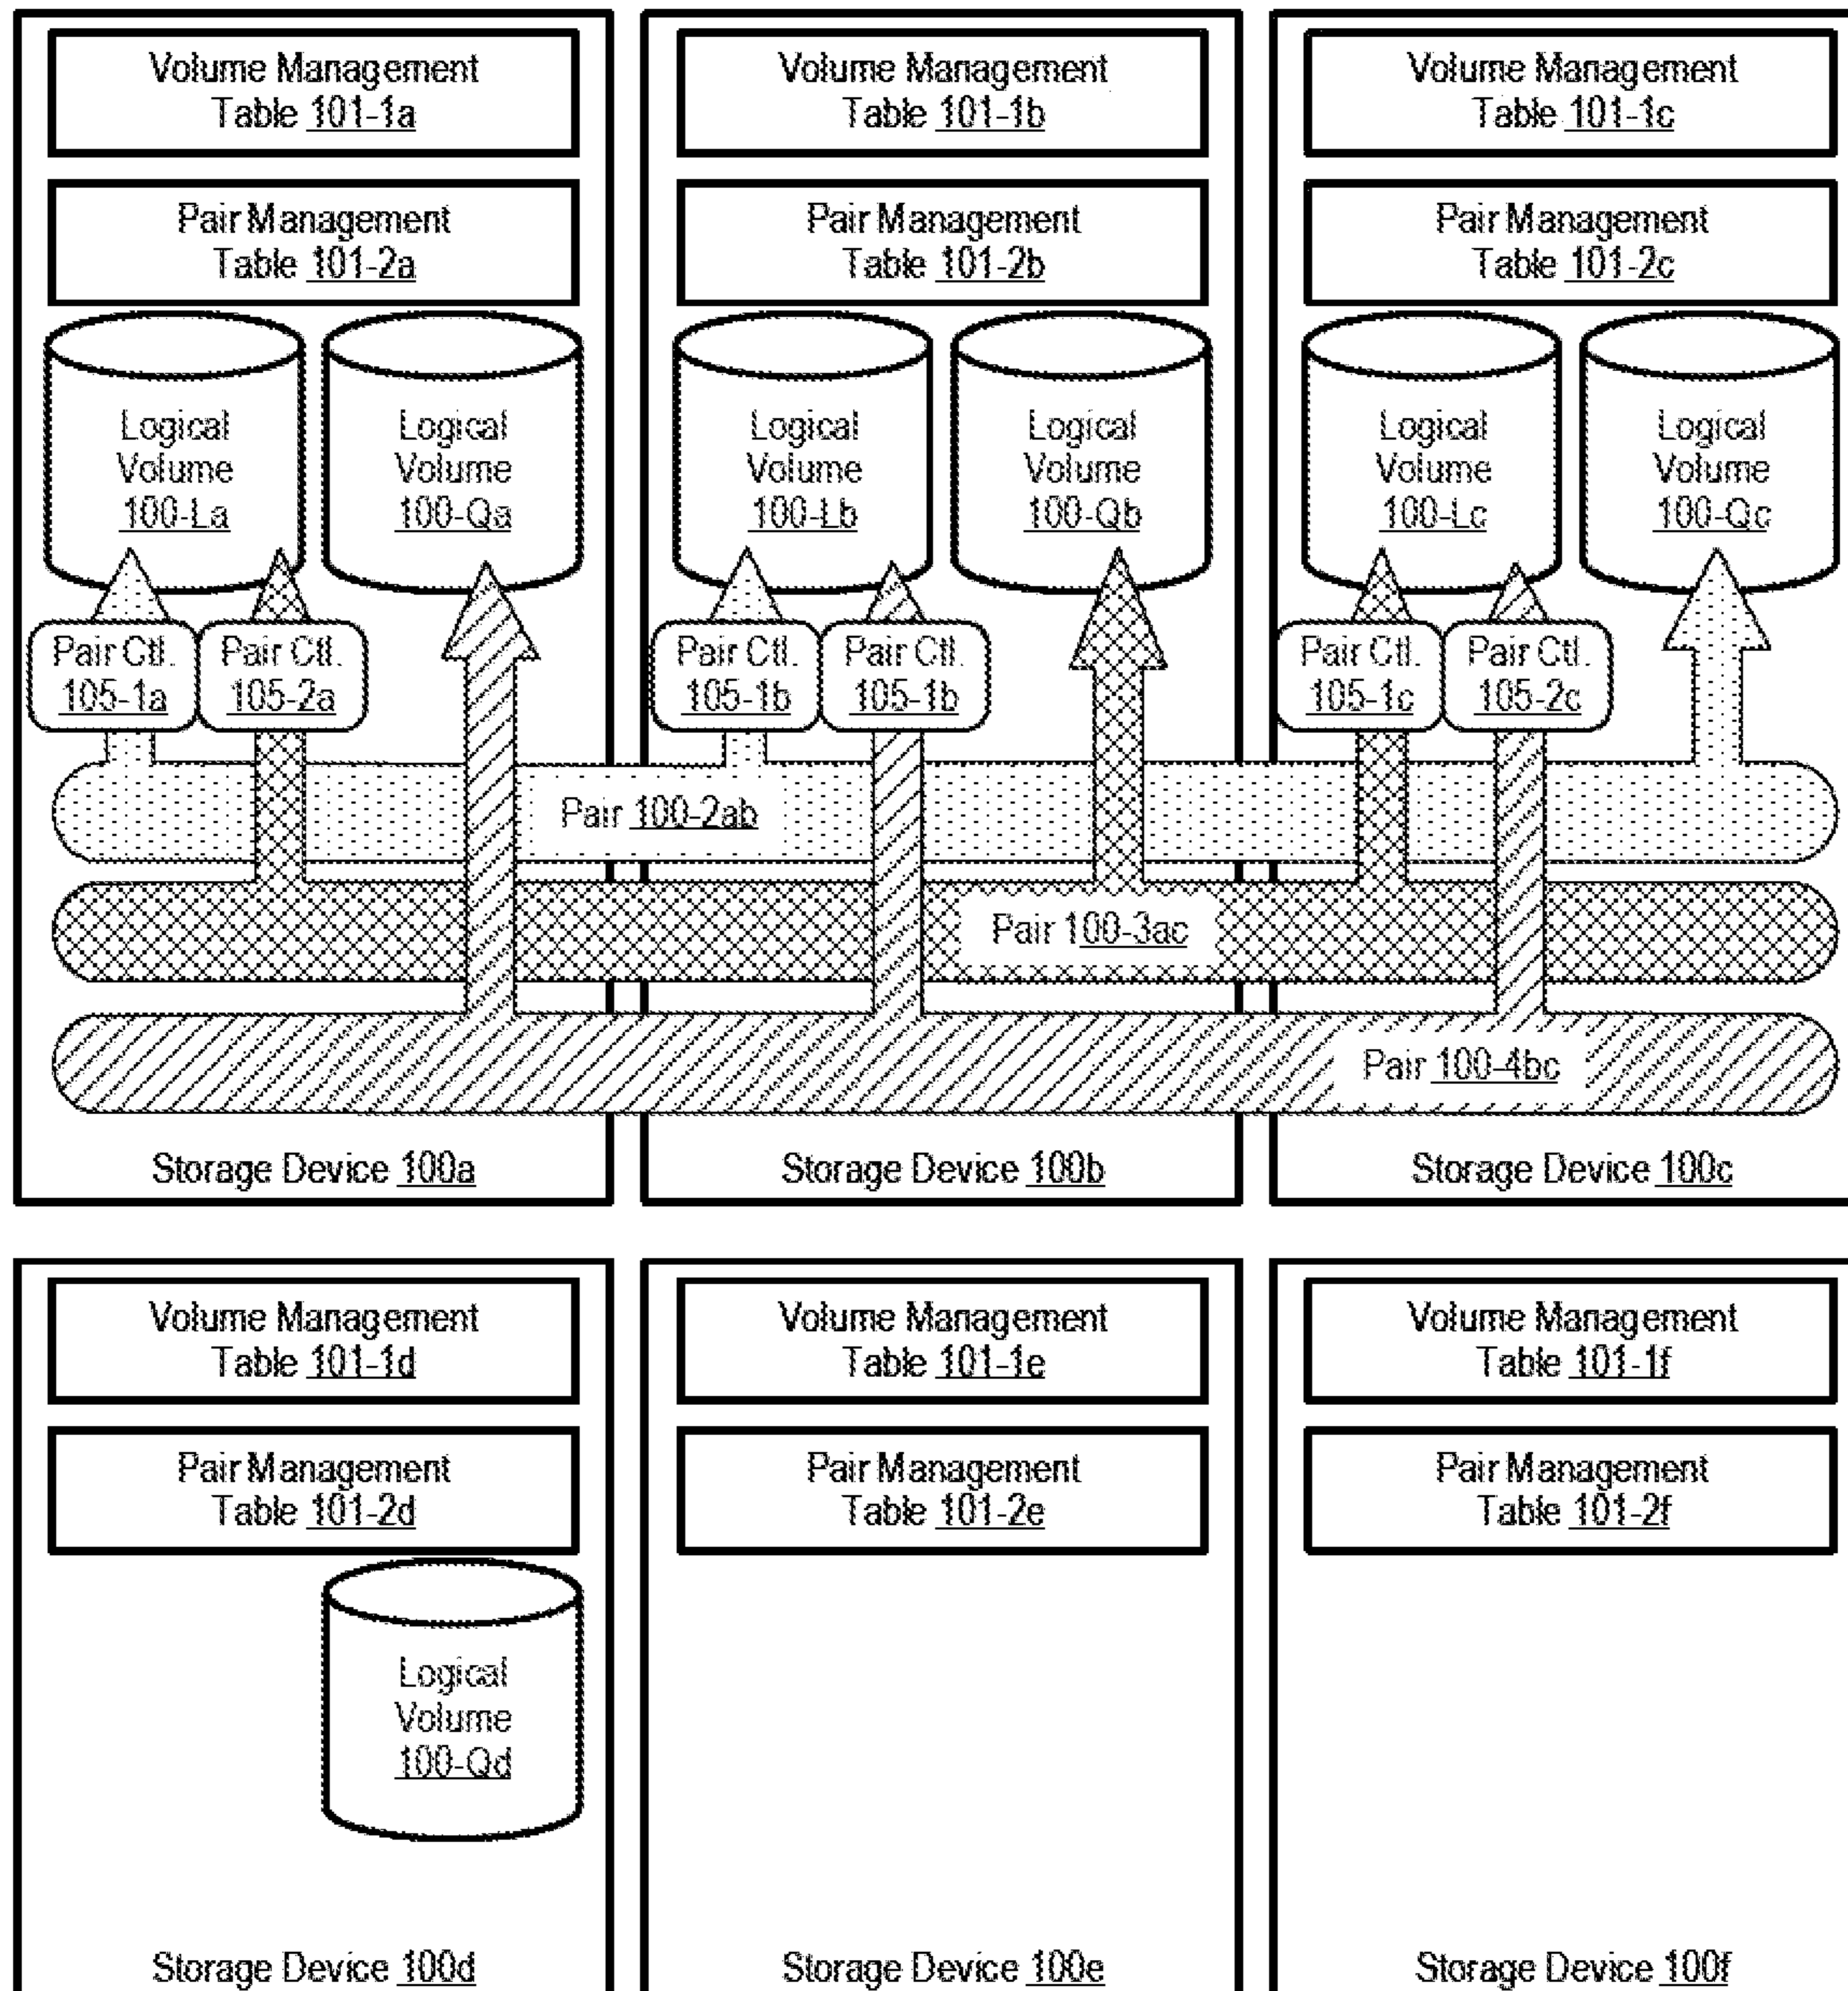 Volume Management
Table 101-1a
Volume Management
Table 101-1b
Volume Management
Table 101-1c
Pair Management
Table 101-2a
Pair Management
Table 101-2b
Pair Management
Table 101-2c
Logical
Volume
100-La
Logical
Volume
100-Qa
Logical
Volume
100-Lb
Logical
Volume
100-Qb
Logical
Volume
100-Lc
Logical
Volume
100-Qc
Pair Ctl.
105-1a
Pair Ctl.
105-2a
Pair Ctl.
105-1b
Pair Ctl.
105-1b
Pair Ctl.
105-1c
Pair Ctl.
105-2c
Pair 100-2ab
Pair 100-3ac
Pair 100-4bc
Storage Device 100a
Storage Device 100b
Storage Device 100c
Volume Management
Table 101-1d
Volume Management
Table 101-1e
Volume Management
Table 101-1f
Pair Management
Table 101-2d
Pair Management
Table 101-2e
Pair Management
Table 101-2f
Logical
Volume
100-Qd
Storage Device 100d
Storage Device 100e
Storage Device 100f